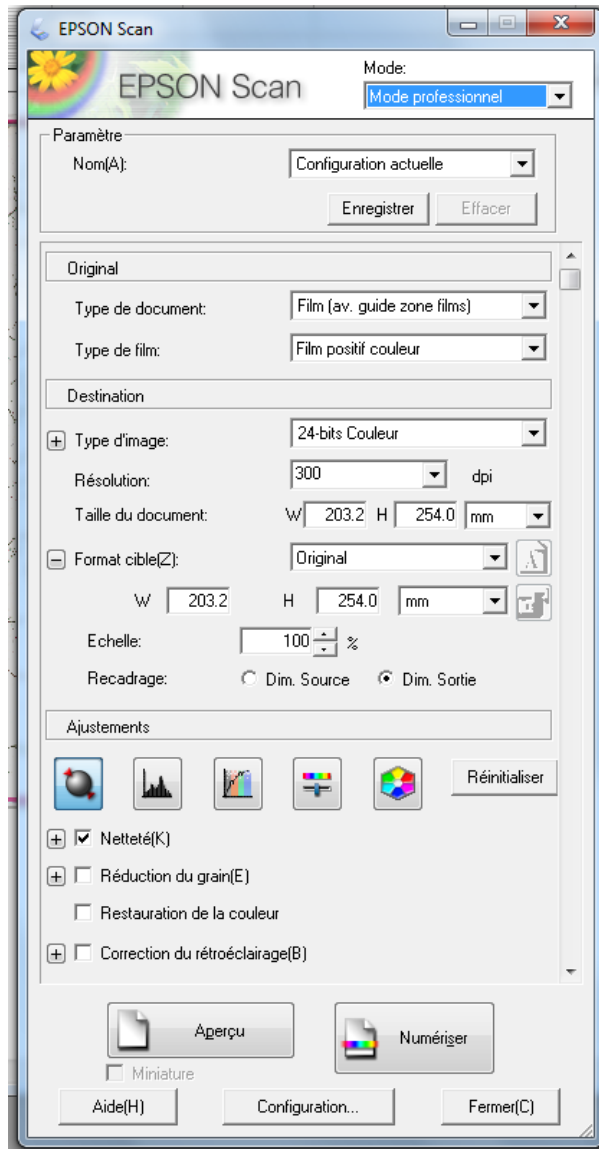 EPSON Scan
EPSON Scan
Mode:
Mode professionnel
Paramètre
Nom(A): Configuration actuelle
Enregistrer Effacer
Original
Type de document: Film (av. guide zone films)
Type de film: Film positif couleur
Destination
Type d'image: 24-bits Couleur
Résolution: 300 dpi
Taille du document: W 203.2 H 254.0 mm
Format cible(Z): Original
W 203.2 H 254.0 mm
Echelle: 100 %
Recadrage: Dim. Source Dim. Sortie
Ajustements
Réinitialiser
Netteté(K)
Réduction du grain(E)
Restauration de la couleur
Correction du rétroéclairage(B)
Aperçu Numériser
Miniature
Aide(H) Configuration... Fermer(C)